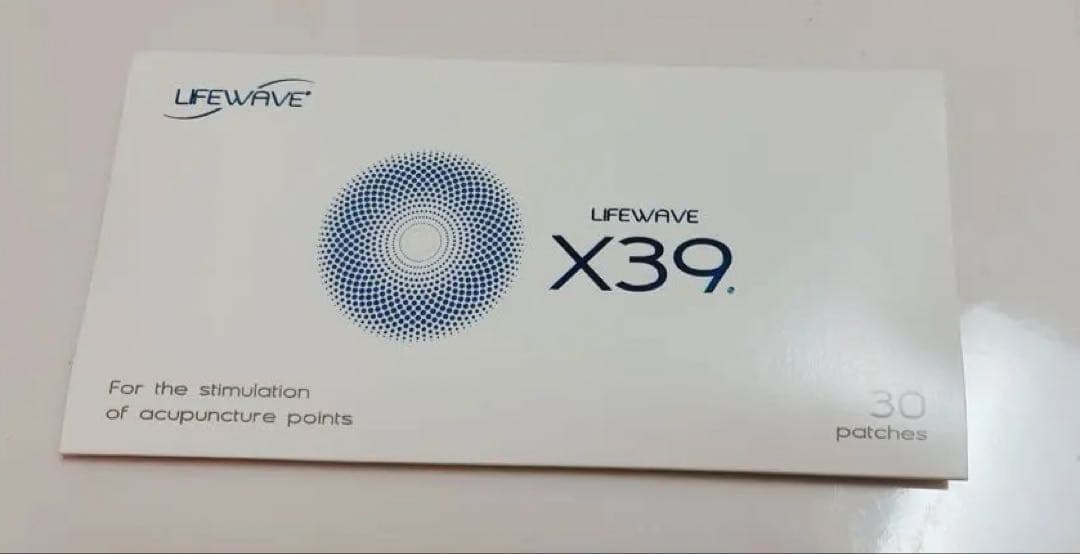 LIFEWAVE®
LIFEWAVE
X39.
For the stimulation
of acupuncture points
30
patches